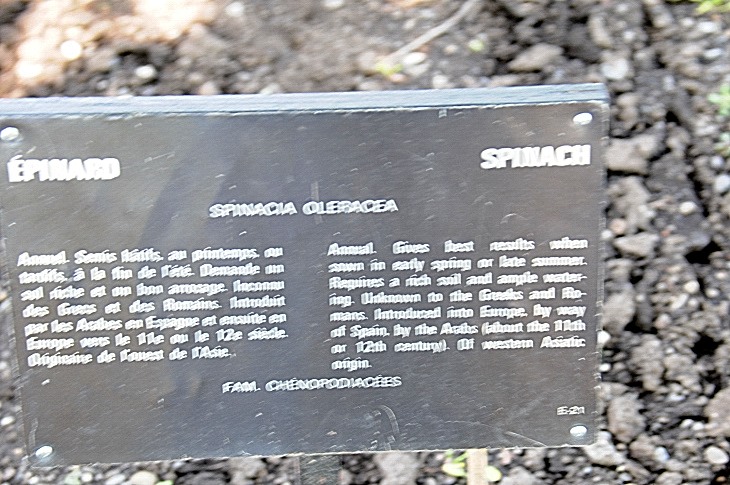 ÉPINARD
SPINACH
SPINACIA OLERACEA
Annuel. Semis hâtifs, au printemps, ou
tardifs, à la fin de l'été. Demande un
sol riche et un bon arrosage. Inconnu
des Grecs et des Romains. Introduit
par les Arabes en Espagne et ensuite en
Europe vers le 11e ou le 12e siècle.
Originaire de l'ouest de l'Asie.
Annual. Gives best results when
sown in early spring or late summer.
Requires a rich soil and ample water-
ing. Unknown to the Greeks and Ro-
mans. Introduced into Europe, by way
of Spain, by the Arabs (about the 11th
or 12th century). Of western Asiatic
origin.
FAM. CHÉNOPODIACÉES
E-21